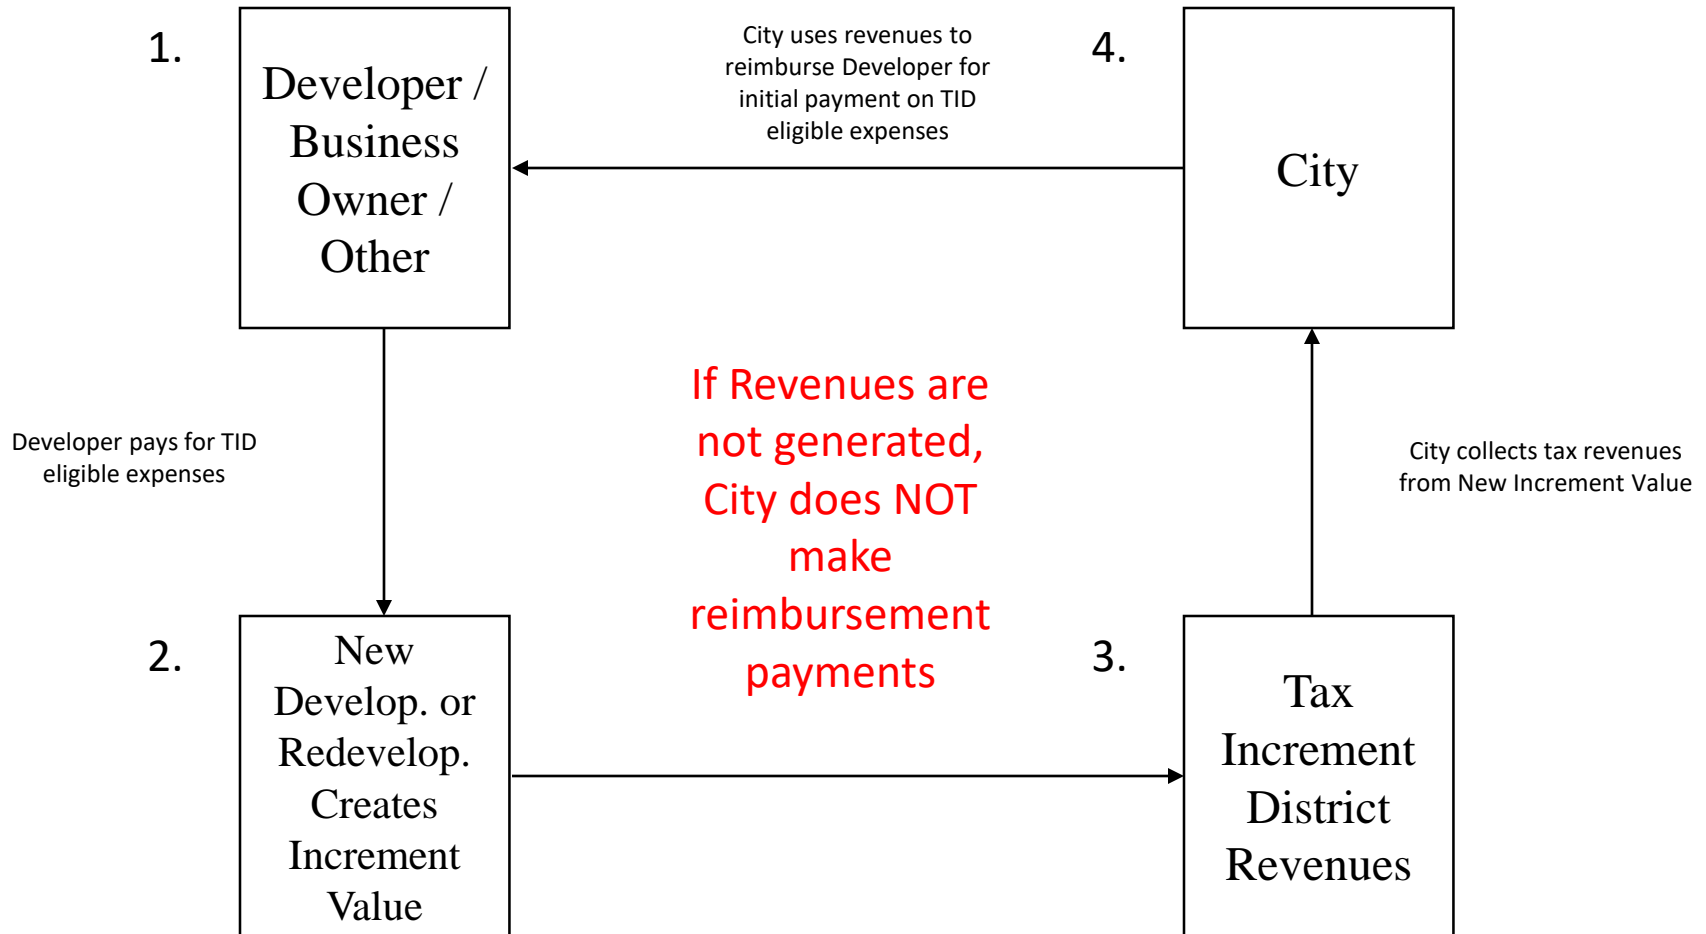 1.
Developer /
Business
Owner /
Other
City uses revenues to
reimburse Developer for
initial payment on TID
eligible expenses
4.
City
Developer pays for TID
eligible expenses
If Revenues are
not generated,
City does NOT
make
reimbursement
payments
City collects tax revenues
from New Increment Value
2.
New
Develop. or
Redevelop.
Creates
Increment
Value
3.
Tax
Increment
District
Revenues